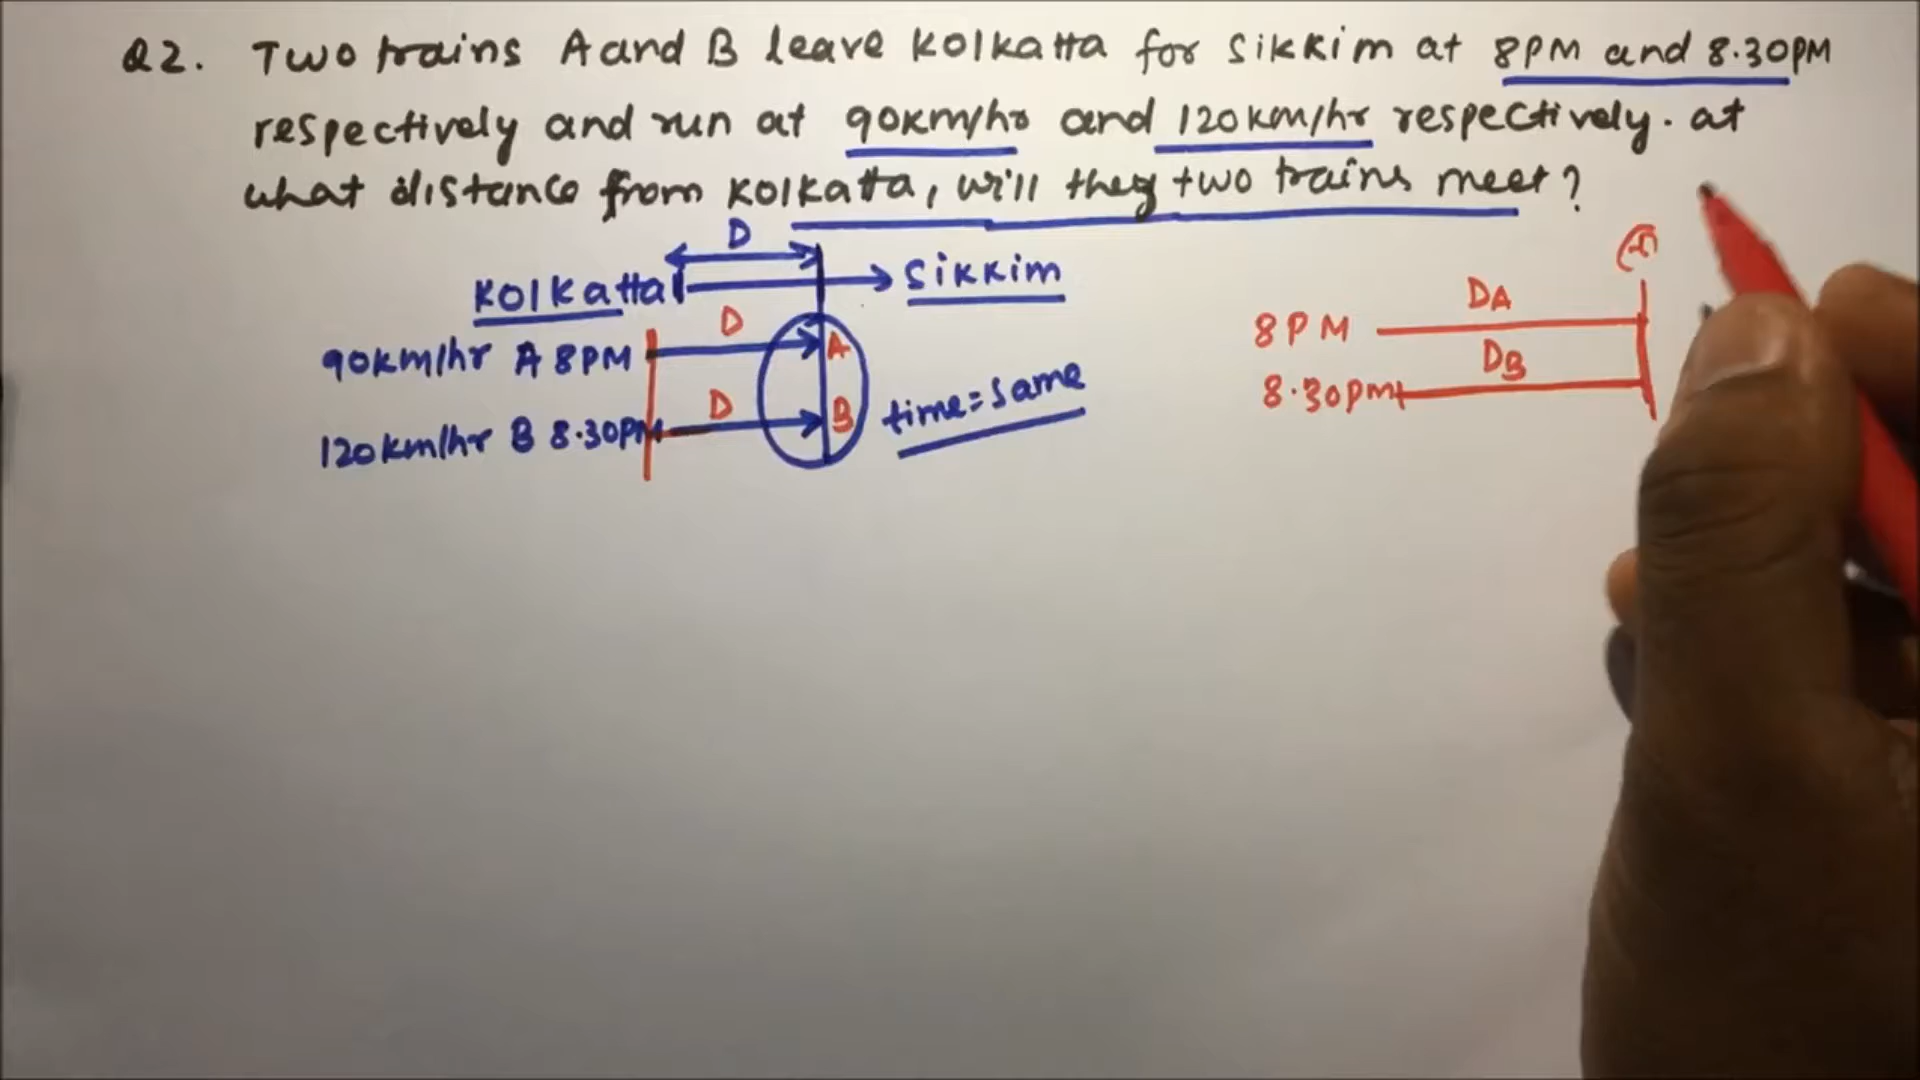 Q2. Two trains A and B leave Kolkatta for Sikkim at 8PM and 8.30PM
respectively and run at 90Km/hr and 120Km/hr respectively. at
what distance from Kolkatta, will they two trains meet?
D
Kolkatta Sikkim
D
90km/hr A 8PM A
D
120km/hr B 8.30PM B
time=same
DA
8PM
DB
8.30pm